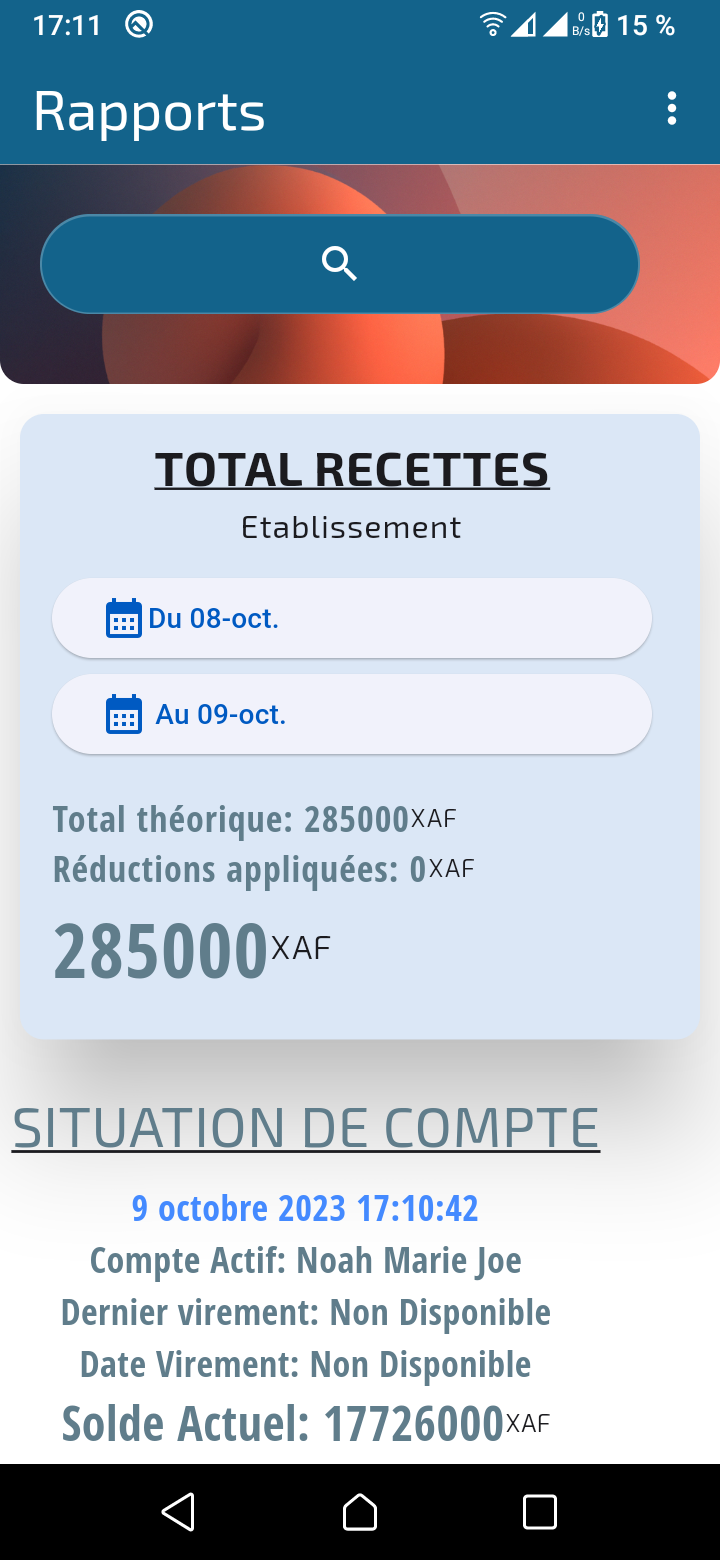 17:11
0
B/s
15 %
Rapports
TOTAL RECETTES
Etablissement
Du 08-oct.
Au 09-oct.
Total théorique: 285000XAF
Réductions appliquées: 0XAF
285000XAF
SITUATION DE COMPTE
9 octobre 2023 17:10:42
Compte Actif: Noah Marie Joe
Dernier virement: Non Disponible
Date Virement: Non Disponible
Solde Actuel: 17726000XAF